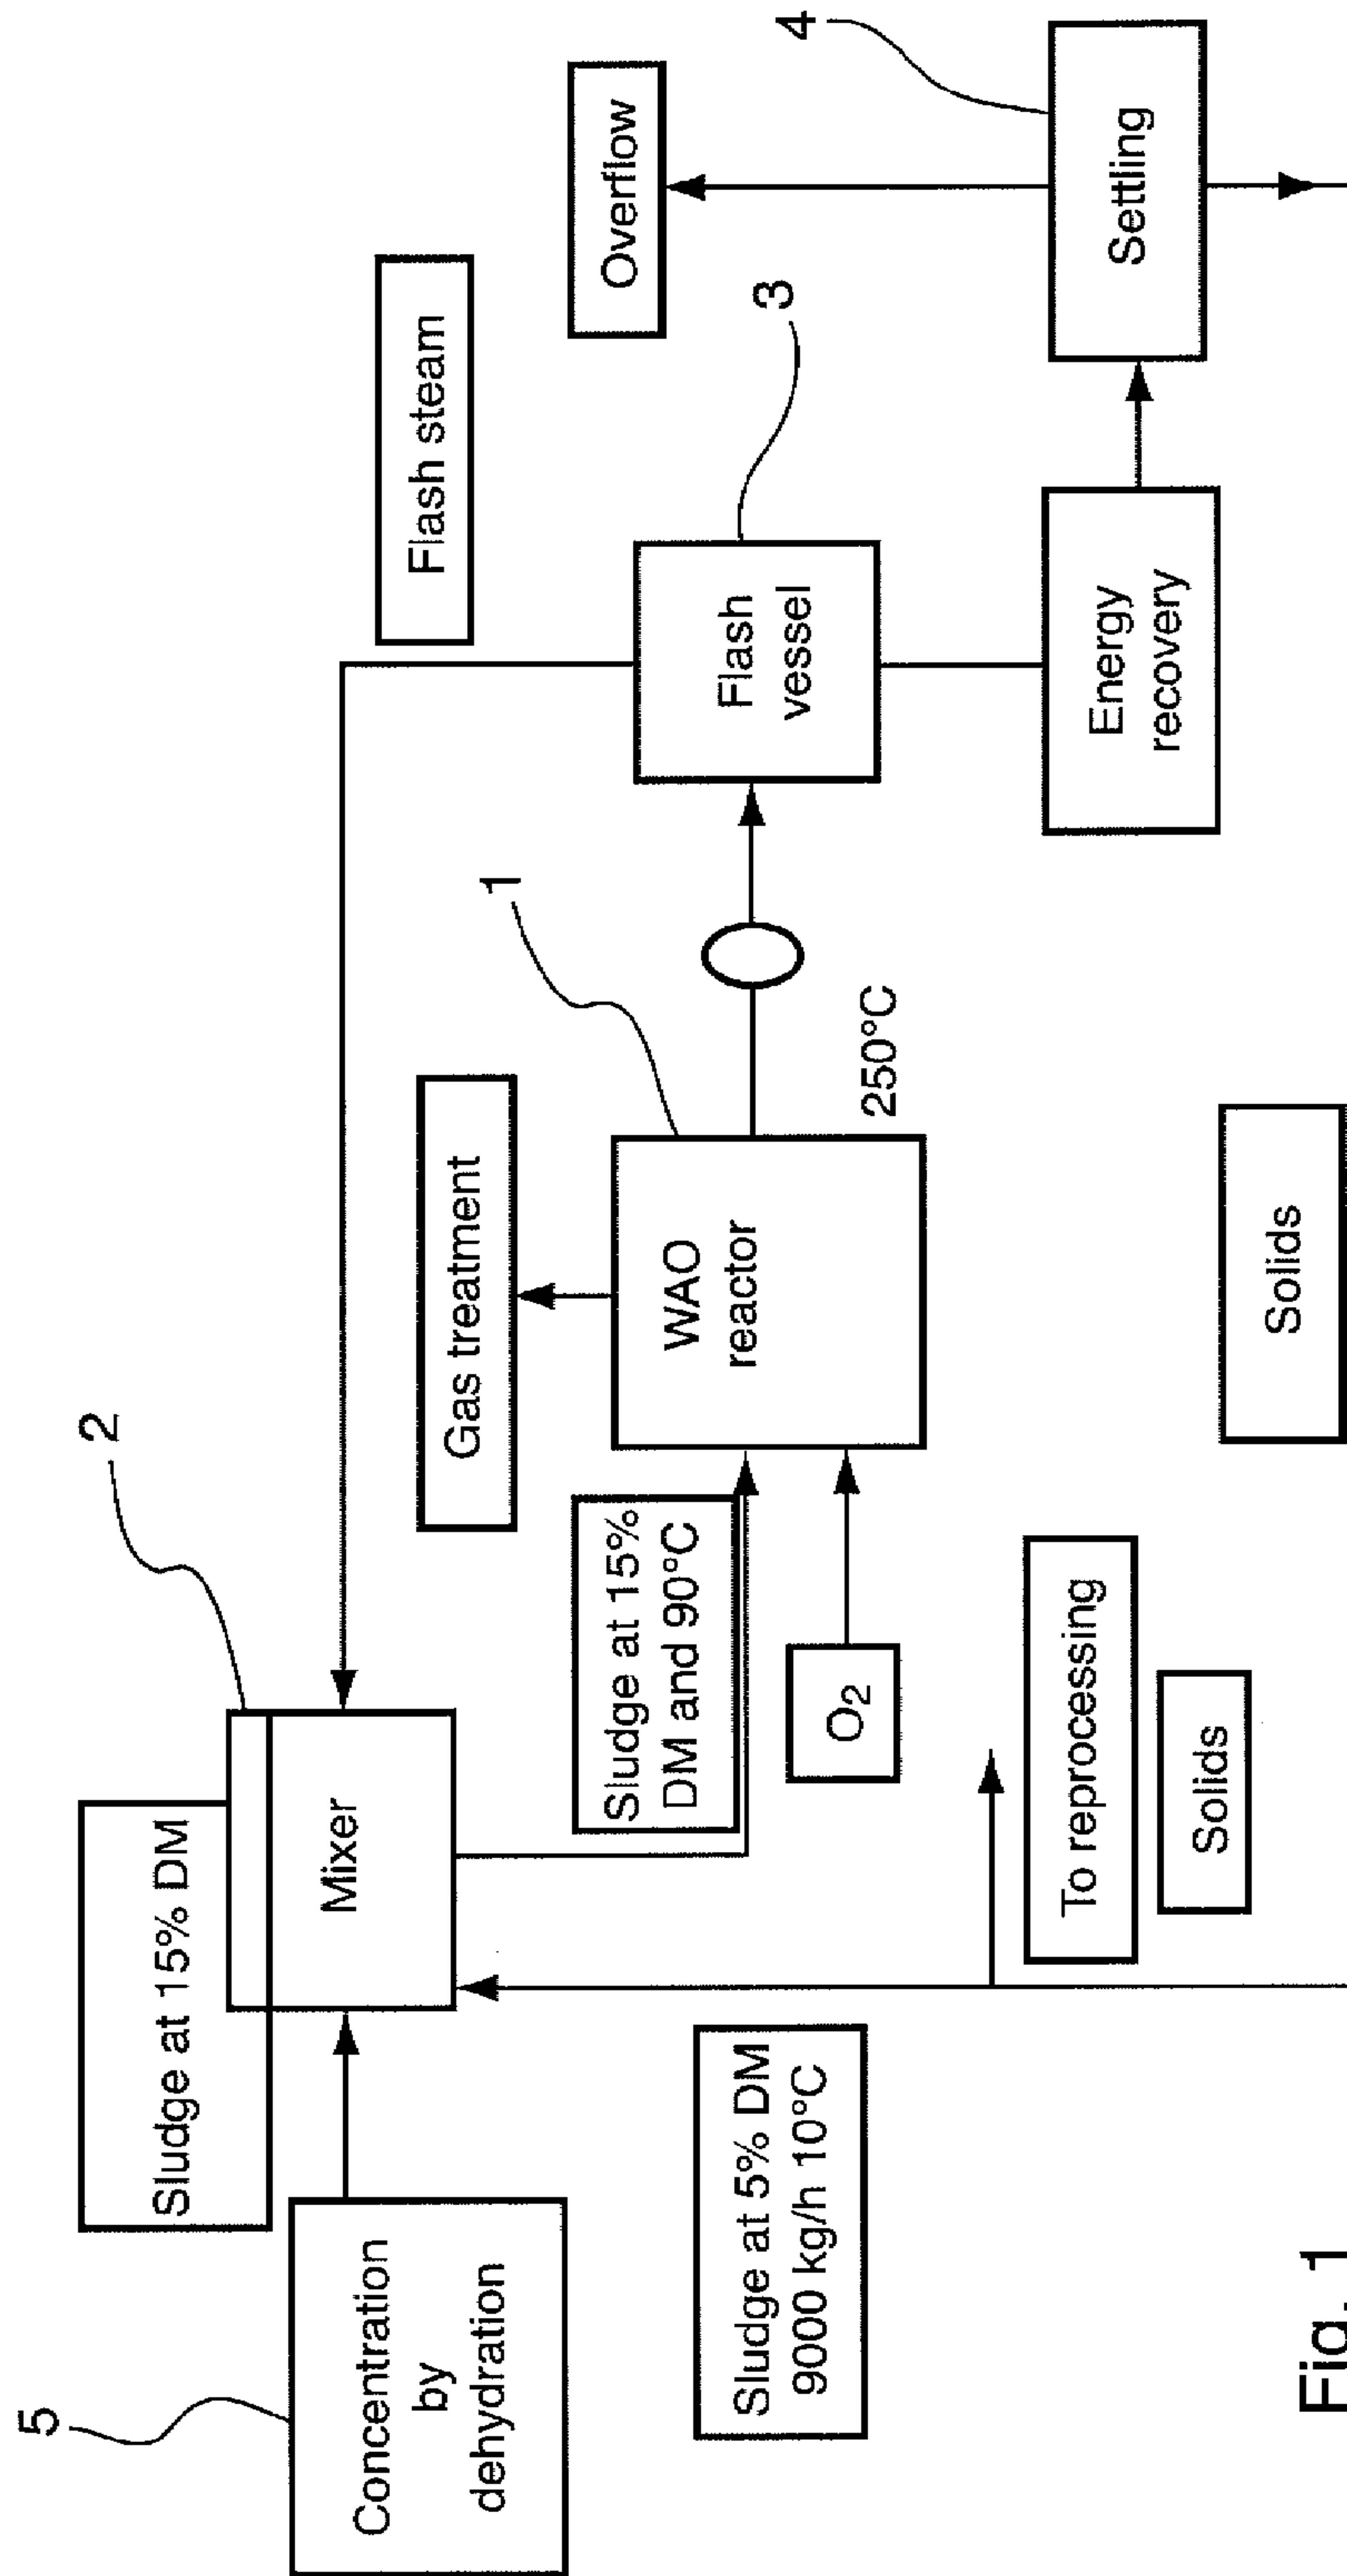 5
Concentration
by
dehydration
Sludge at 15% DM
2
Mixer
Sludge at 5% DM
9000 kg/h 10°C
Flash steam
Gas treatment
Sludge at 15%
DM and 90°C
O₂
1
WAO
reactor
250°C
3
Flash
vessel
Overflow
4
Settling
Energy
recovery
To reprocessing
Solids
Solids
Fig. 1